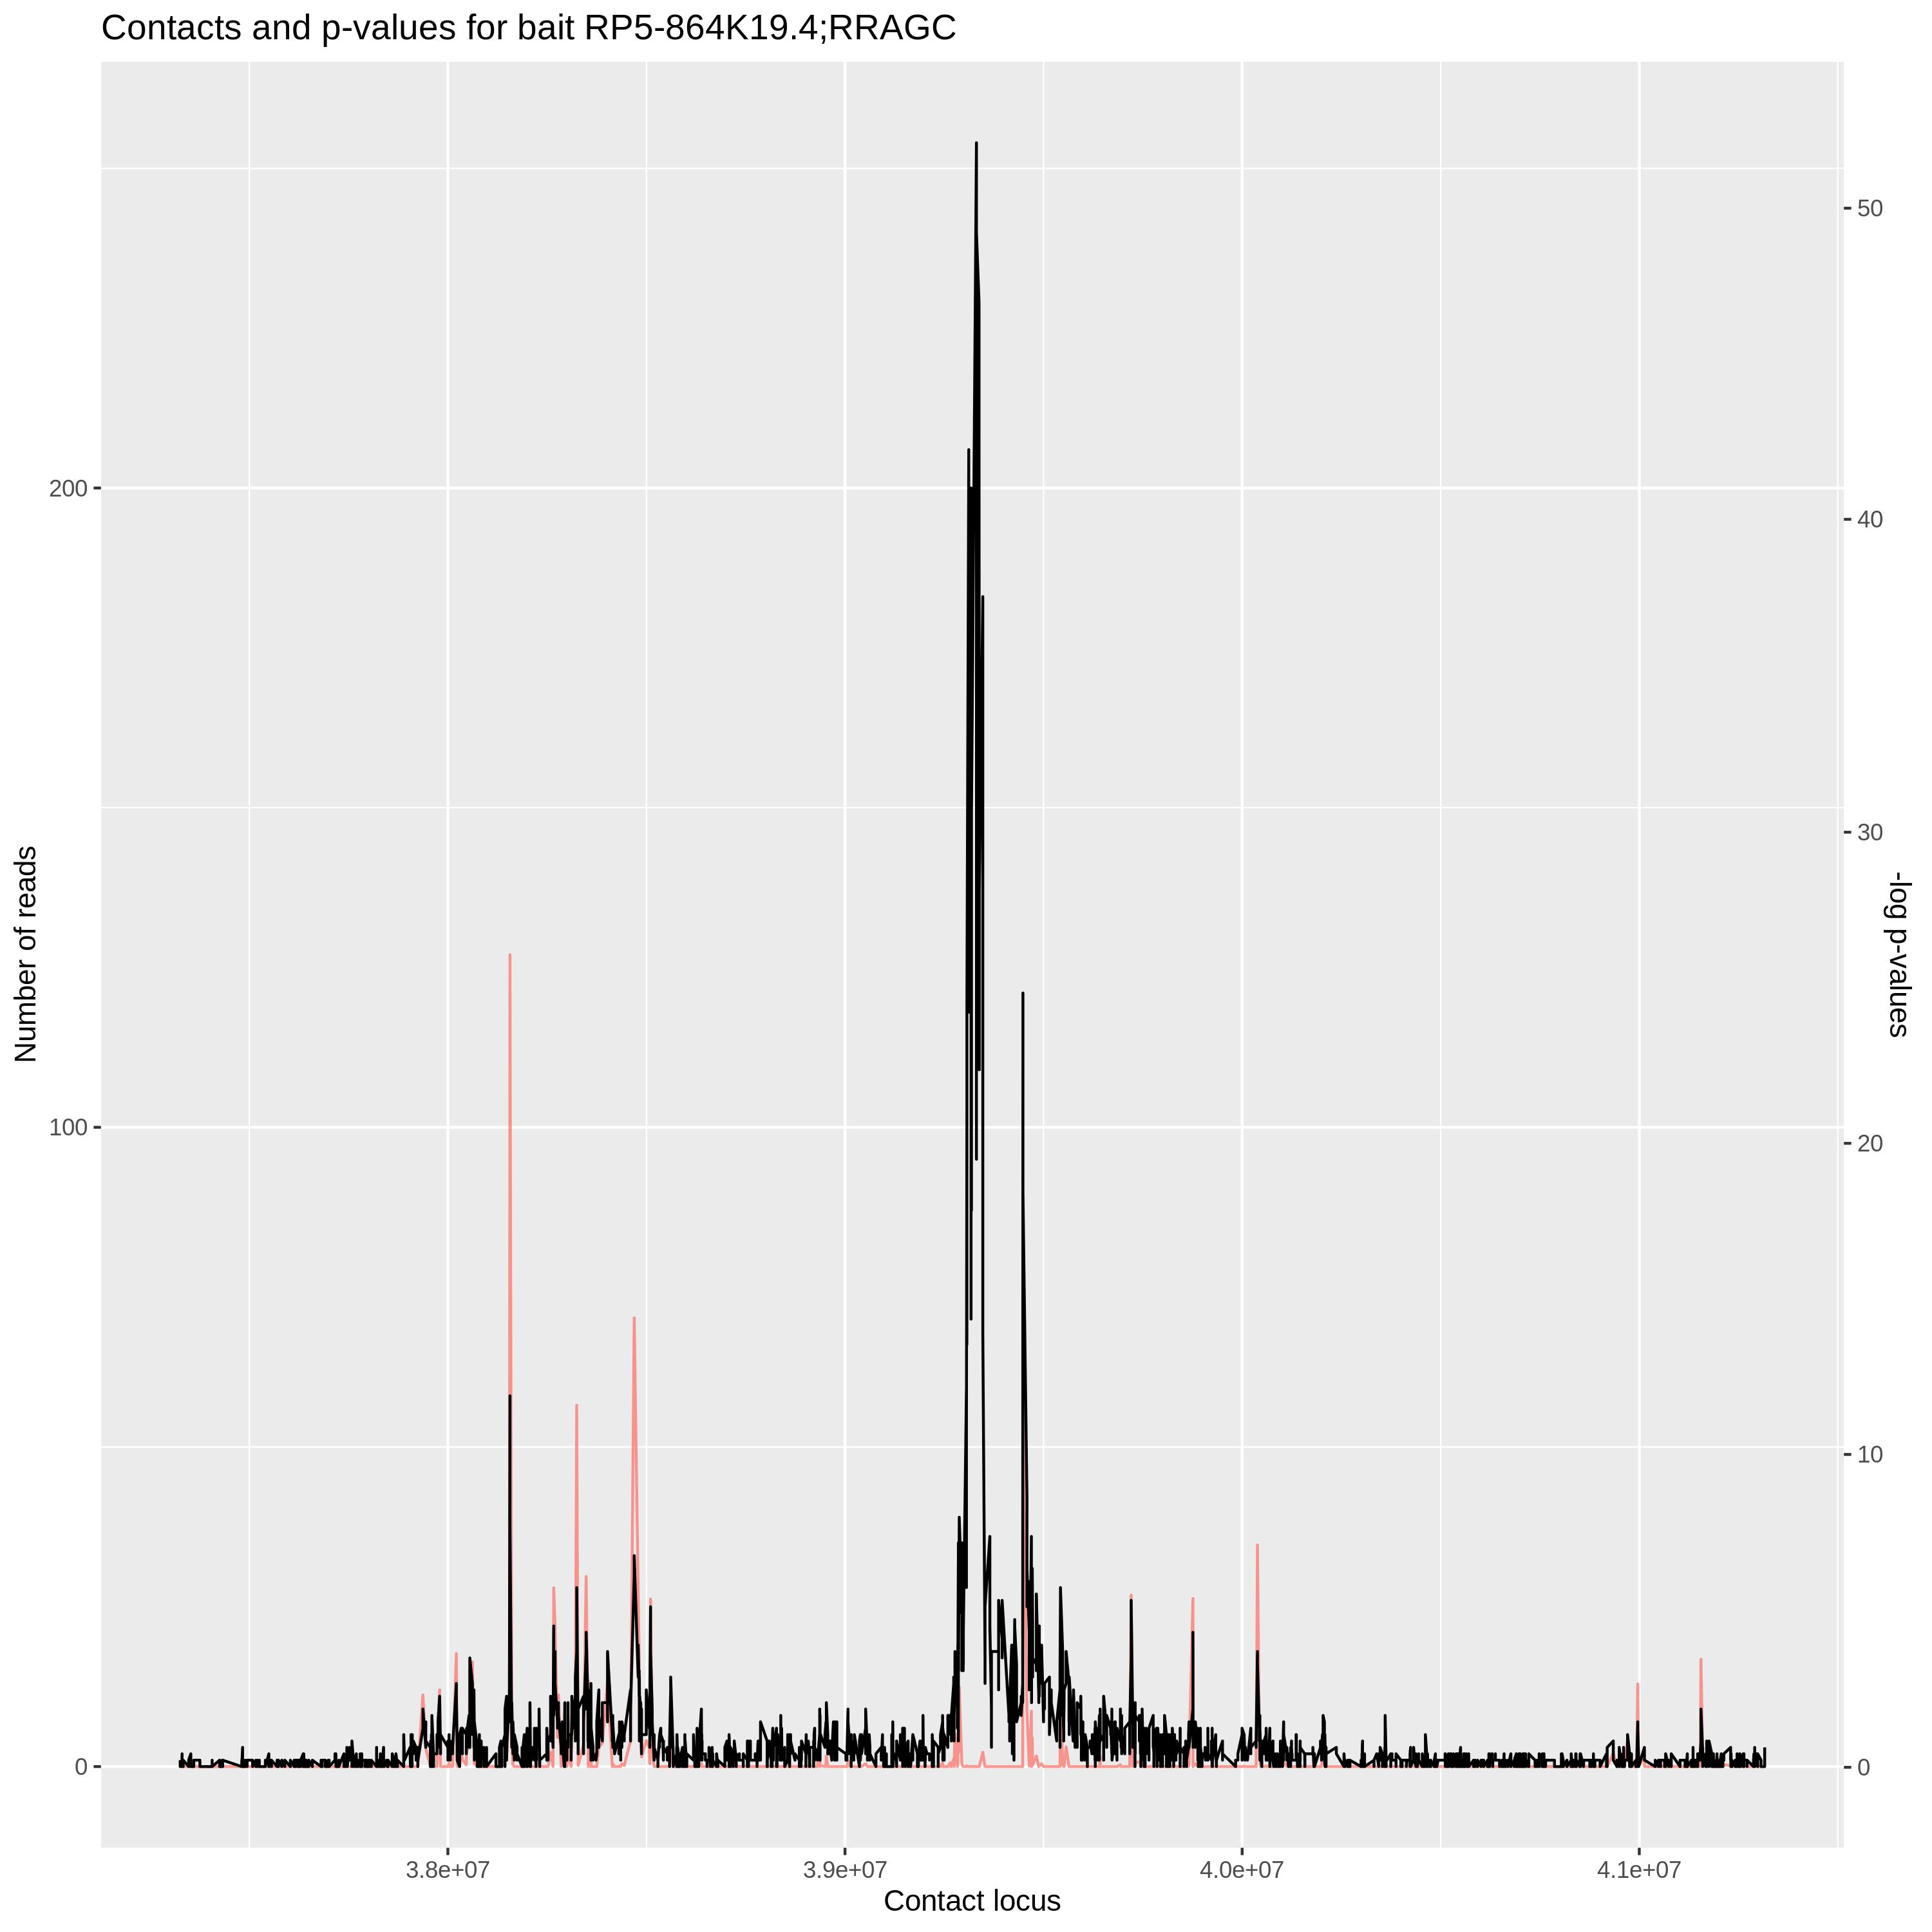 Contacts and p-values for bait RP5-864K19.4;RRAGC
Number of reads
200
100
0
50
40
30
20
10
0
-log p-values
3.8e+07
3.9e+07
4.0e+07
4.1e+07
Contact locus